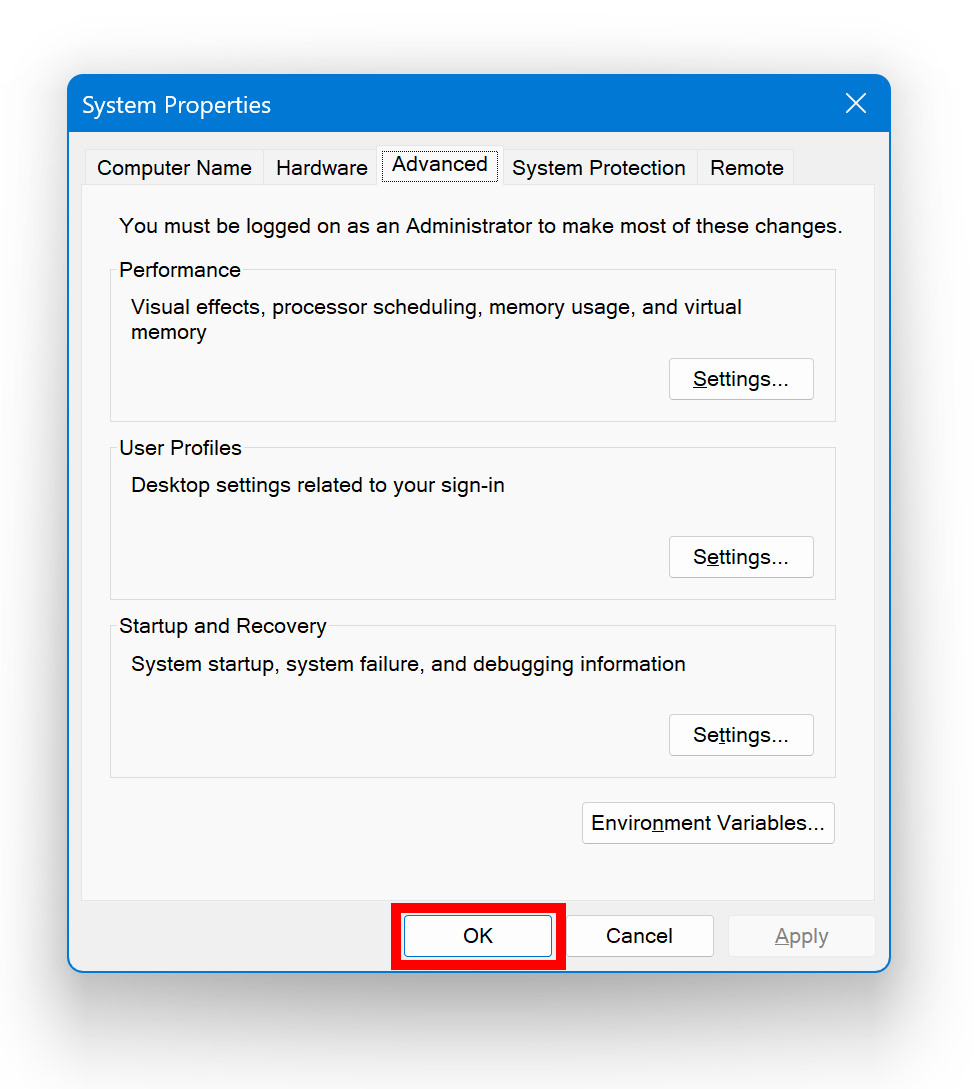 System Properties
Computer Name Hardware Advanced System Protection Remote
You must be logged on as an Administrator to make most of these changes.
Performance
Visual effects, processor scheduling, memory usage, and virtual
memory
Settings...
User Profiles
Desktop settings related to your sign-in
Settings...
Startup and Recovery
System startup, system failure, and debugging information
Settings...
Environment Variables...
OK Cancel Apply